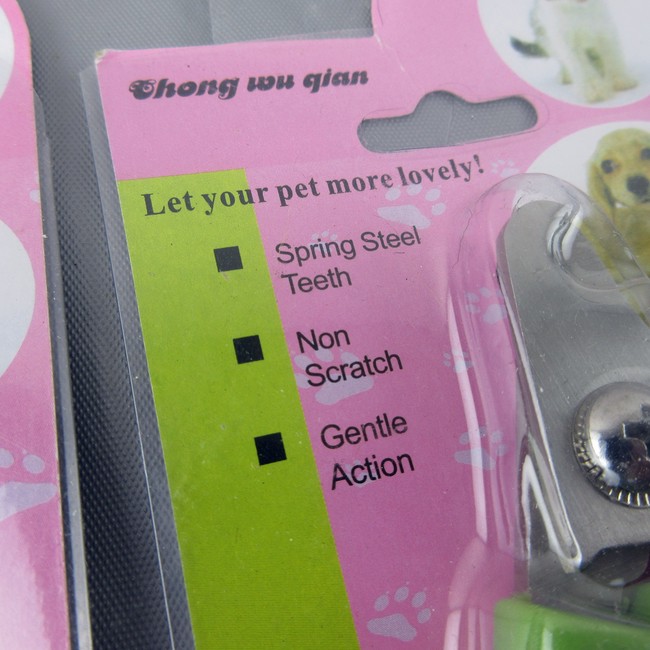 Chong wu qian
Let your pet more lovely!
Spring Steel
Teeth
Non
Scratch
Gentle
Action